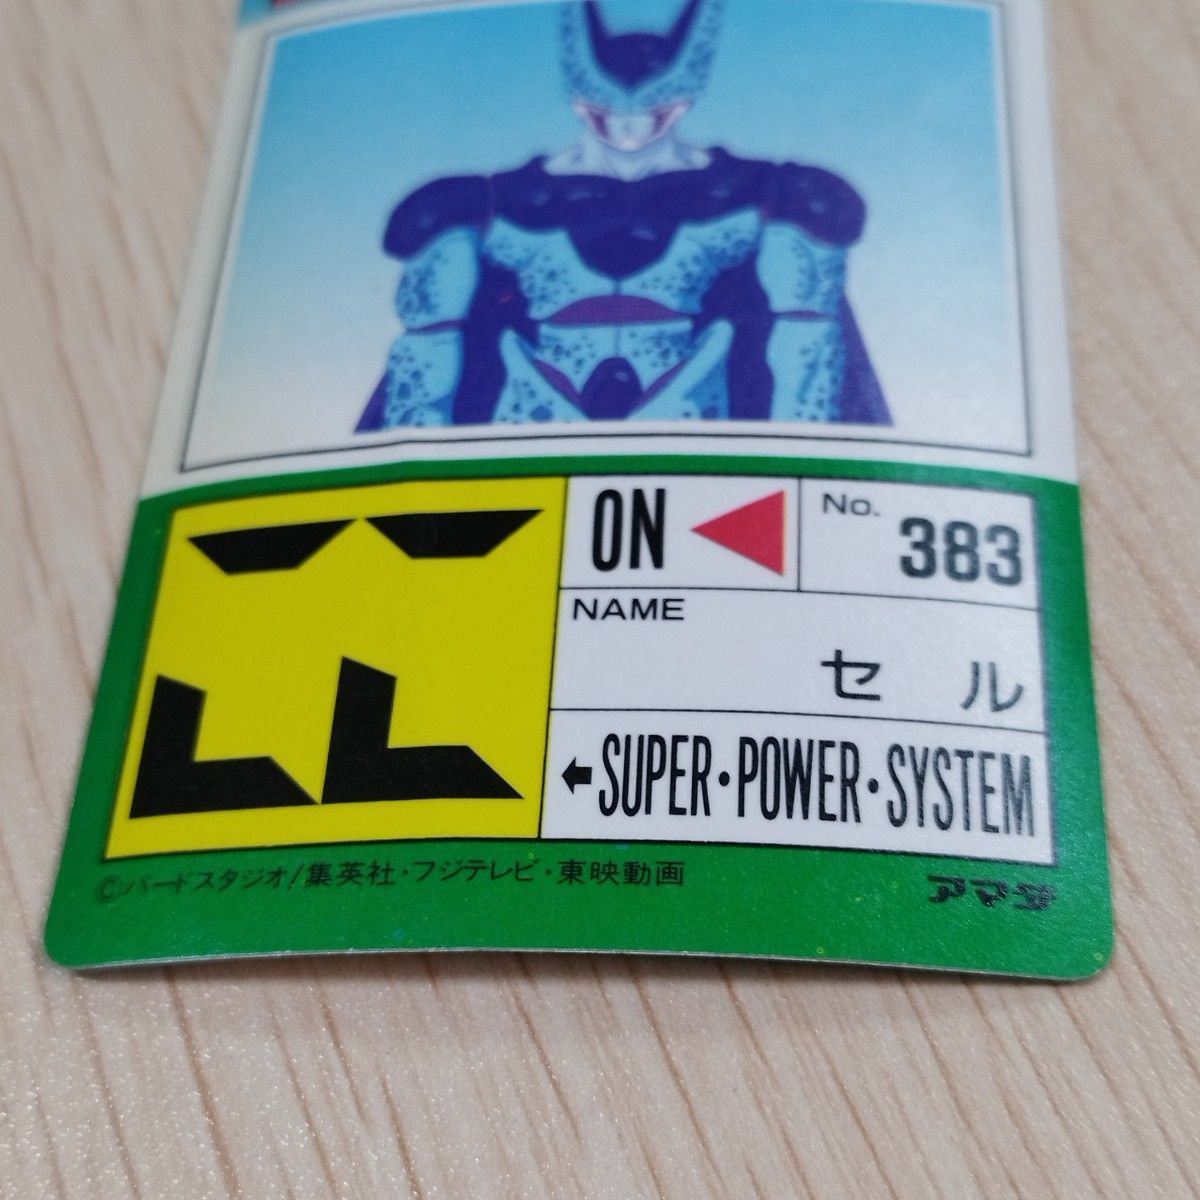 ON
No.
383
NAME
セル
SUPER・POWER・SYSTEM
©バードスタジオ/集英社・フジテレビ・東映動画
アマダ